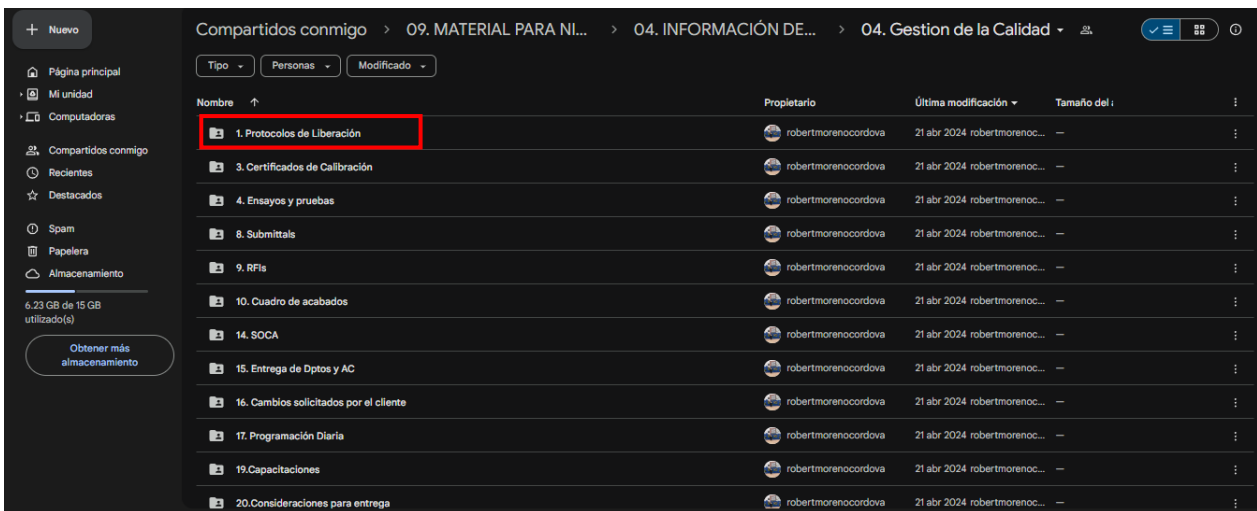 Nuevo
Compartidos conmigo > 09. MATERIAL PARA NI... > 04. INFORMACIÓN DE... > 04. Gestion de la Calidad
Tipo Personas Modificado
Página principal
Mi unidad
Computadoras
Compartidos conmigo
Recientes
Destacados
Spam
Papelera
Almacenamiento
6.23 GB de 15 GB
utilizado(s)
Obtener más
almacenamiento
Nombre Propietario Última modificación Tamaño del
1. Protocolos de Liberación robertmorenocordova 21 abr 2024 robertmorenoc... —
3. Certificados de Calibración robertmorenocordova 21 abr 2024 robertmorenoc... —
4. Ensayos y pruebas robertmorenocordova 21 abr 2024 robertmorenoc... —
8. Submittals robertmorenocordova 21 abr 2024 robertmorenoc... —
9. RFIs robertmorenocordova 21 abr 2024 robertmorenoc... —
10. Cuadro de acabados robertmorenocordova 21 abr 2024 robertmorenoc... —
14. SOCA robertmorenocordova 21 abr 2024 robertmorenoc... —
15. Entrega de Dptos y AC robertmorenocordova 21 abr 2024 robertmorenoc... —
16. Cambios solicitados por el cliente robertmorenocordova 21 abr 2024 robertmorenoc... —
17. Programación Diaria robertmorenocordova 21 abr 2024 robertmorenoc... —
19.Capacitaciones robertmorenocordova 21 abr 2024 robertmorenoc... —
20.Consideraciones para entrega robertmorenocordova 21 abr 2024 robertmorenoc... —